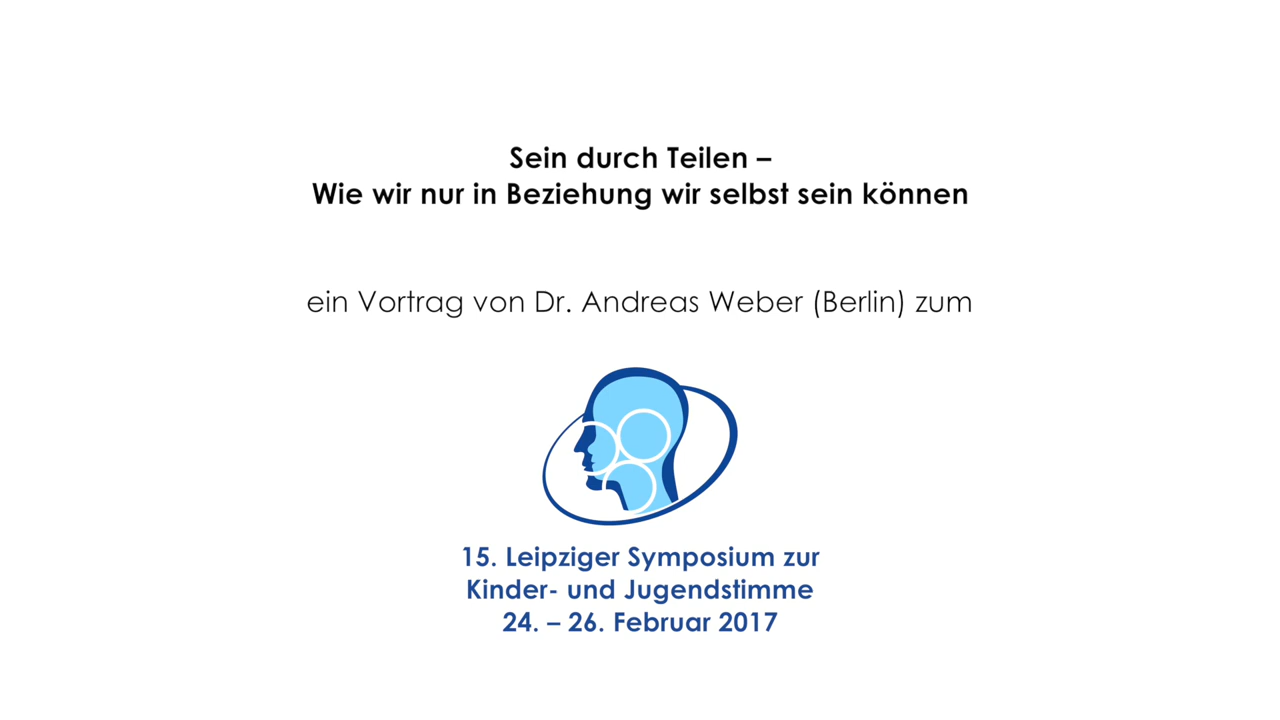 Sein durch Teilen –
Wie wir nur in Beziehung wir selbst sein können
ein Vortrag von Dr. Andreas Weber (Berlin) zum
15. Leipziger Symposium zur
Kinder- und Jugendstimme
24. – 26. Februar 2017